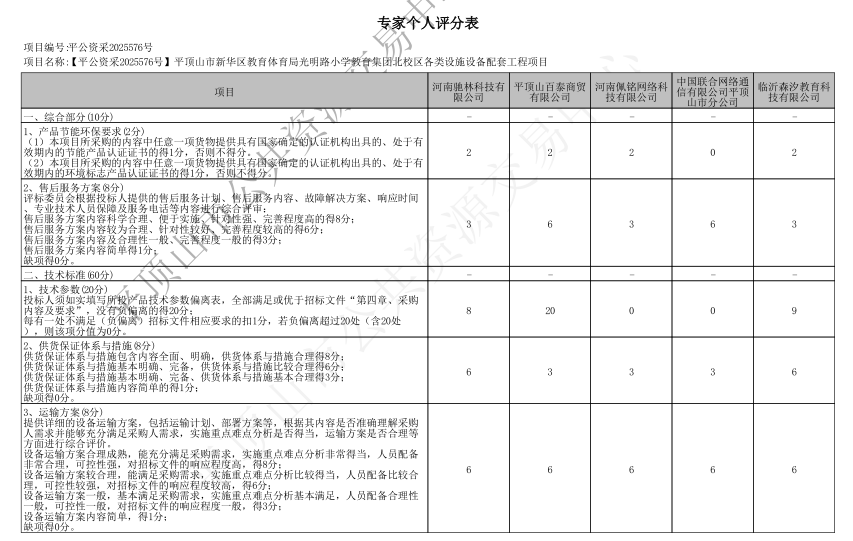 专家个人评分表
项目编号:平公资采2025576号
项目名称:【平公资采2025576号】平顶山市新华区教育体育局光明路小学教育集团北校区各类设施设备配套工程项目
项目
河南驰林科技有
限公司
平顶山百泰商贸
有限公司
河南佩铭网络科
技有限公司
中国联合网络通
信有限公司平顶
山市分公司
临沂森汐教育科
技有限公司
一、综合部分(10分)
– – – – –
1、产品节能环保要求(2分)
（1）本项目所采购的内容中任意一项货物提供具有国家确定的认证机构出具的、处于有
效期内的节能产品认证证书的得1分，否则不得分。
（2）本项目所采购的内容中任意一项货物提供具有国家确定的认证机构出具的、处于有
效期内的环境标志产品认证证书的得1分，否则不得分。
2 2 2 0 2
2、售后服务方案(8分)
评标委员会根据投标人提供的售后服务计划、售后服务内容、故障解决方案、响应时间
、专业技术人员保障及服务电话等内容进行综合评审；
售后服务方案内容科学合理、便于实施、针对性强、完善程度高的得8分；
售后服务方案内容较为合理、针对性较好、完善程度较高的得6分；
售后服务方案内容及合理性一般、完善程度一般的得3分；
售后服务方案内容简单得1分；
缺项得0分。
3 6 3 6 3
二、技术标准(60分)
– – – – –
1、技术参数(20分)
投标人须如实填写所投产品技术参数偏离表，全部满足或优于招标文件“第四章、采购
内容及要求”，没有负偏离的得20分；
每有一处不满足（负偏离）招标文件相应要求的扣1分，若负偏离超过20处（含20处
），则该项分值为0分。
8 20 0 0 9
2、供货保证体系与措施(8分)
供货保证体系与措施包含内容全面、明确，供货体系与措施合理得8分；
供货保证体系与措施基本明确、完备，供货体系与措施比较合理得6分；
供货保证体系与措施基本明确、完备、供货体系与措施基本合理得3分；
供货保证体系与措施内容简单的得1分；
缺项得0分。
6 3 3 3 6
3、运输方案(8分)
提供详细的设备运输方案，包括运输计划、部署方案等，根据其内容是否准确理解采购
人需求并能够充分满足采购人需求，实施重点难点分析是否得当，运输方案是否合理等
方面进行综合评价。
设备运输方案合理成熟，能充分满足采购需求，实施重点难点分析非常得当，人员配备
非常合理，可控性强，对招标文件的响应程度高，得8分；
设备运输方案较合理，能满足采购需求，实施重点难点分析比较得当，人员配备比较合
理，可控性较强，对招标文件的响应程度较高，得6分；
设备运输方案一般，基本满足采购需求，实施重点难点分析基本满足，人员配备合理性
一般，可控性一般，对招标文件的响应程度一般，得3分；
设备运输方案内容简单，得1分；
缺项得0分。
6 6 6 6 6
平顶山市公共资源交易中
平顶山市公共资源交易中心